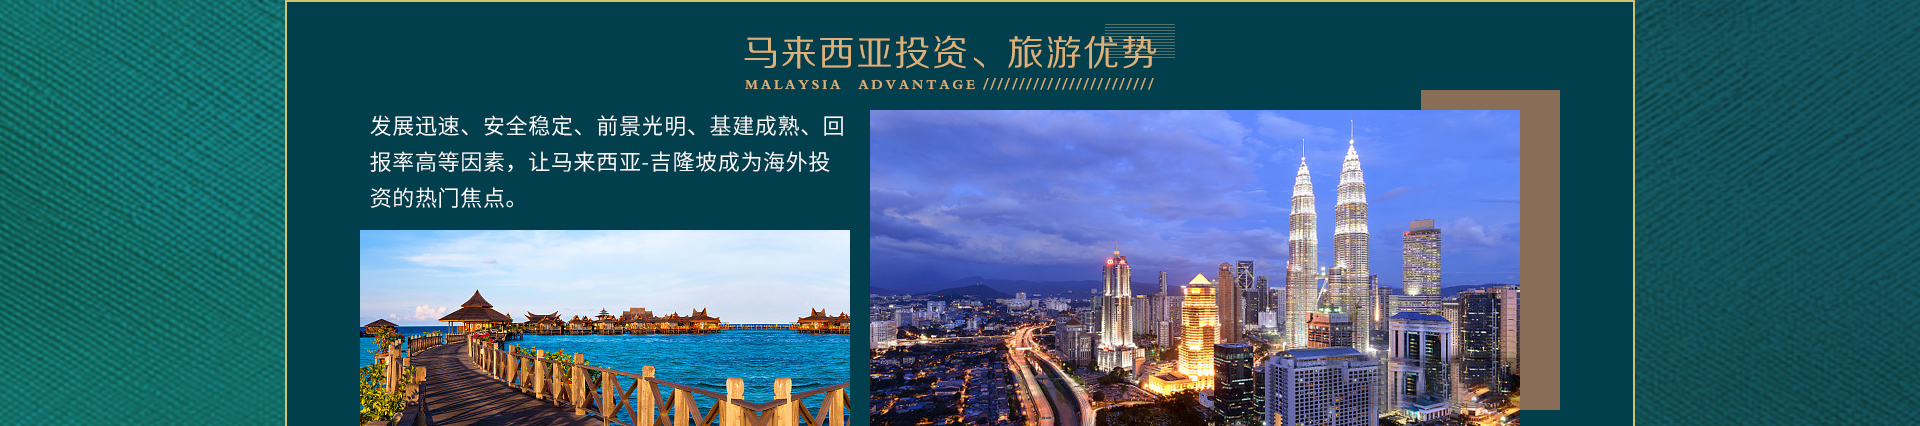 马来西亚投资、旅游优势
MALAYSIA ADVANTAGE
发展迅速、安全稳定、前景光明、基建成熟、回
报率高等因素，让马来西亚-吉隆坡成为海外投
资的热门焦点。